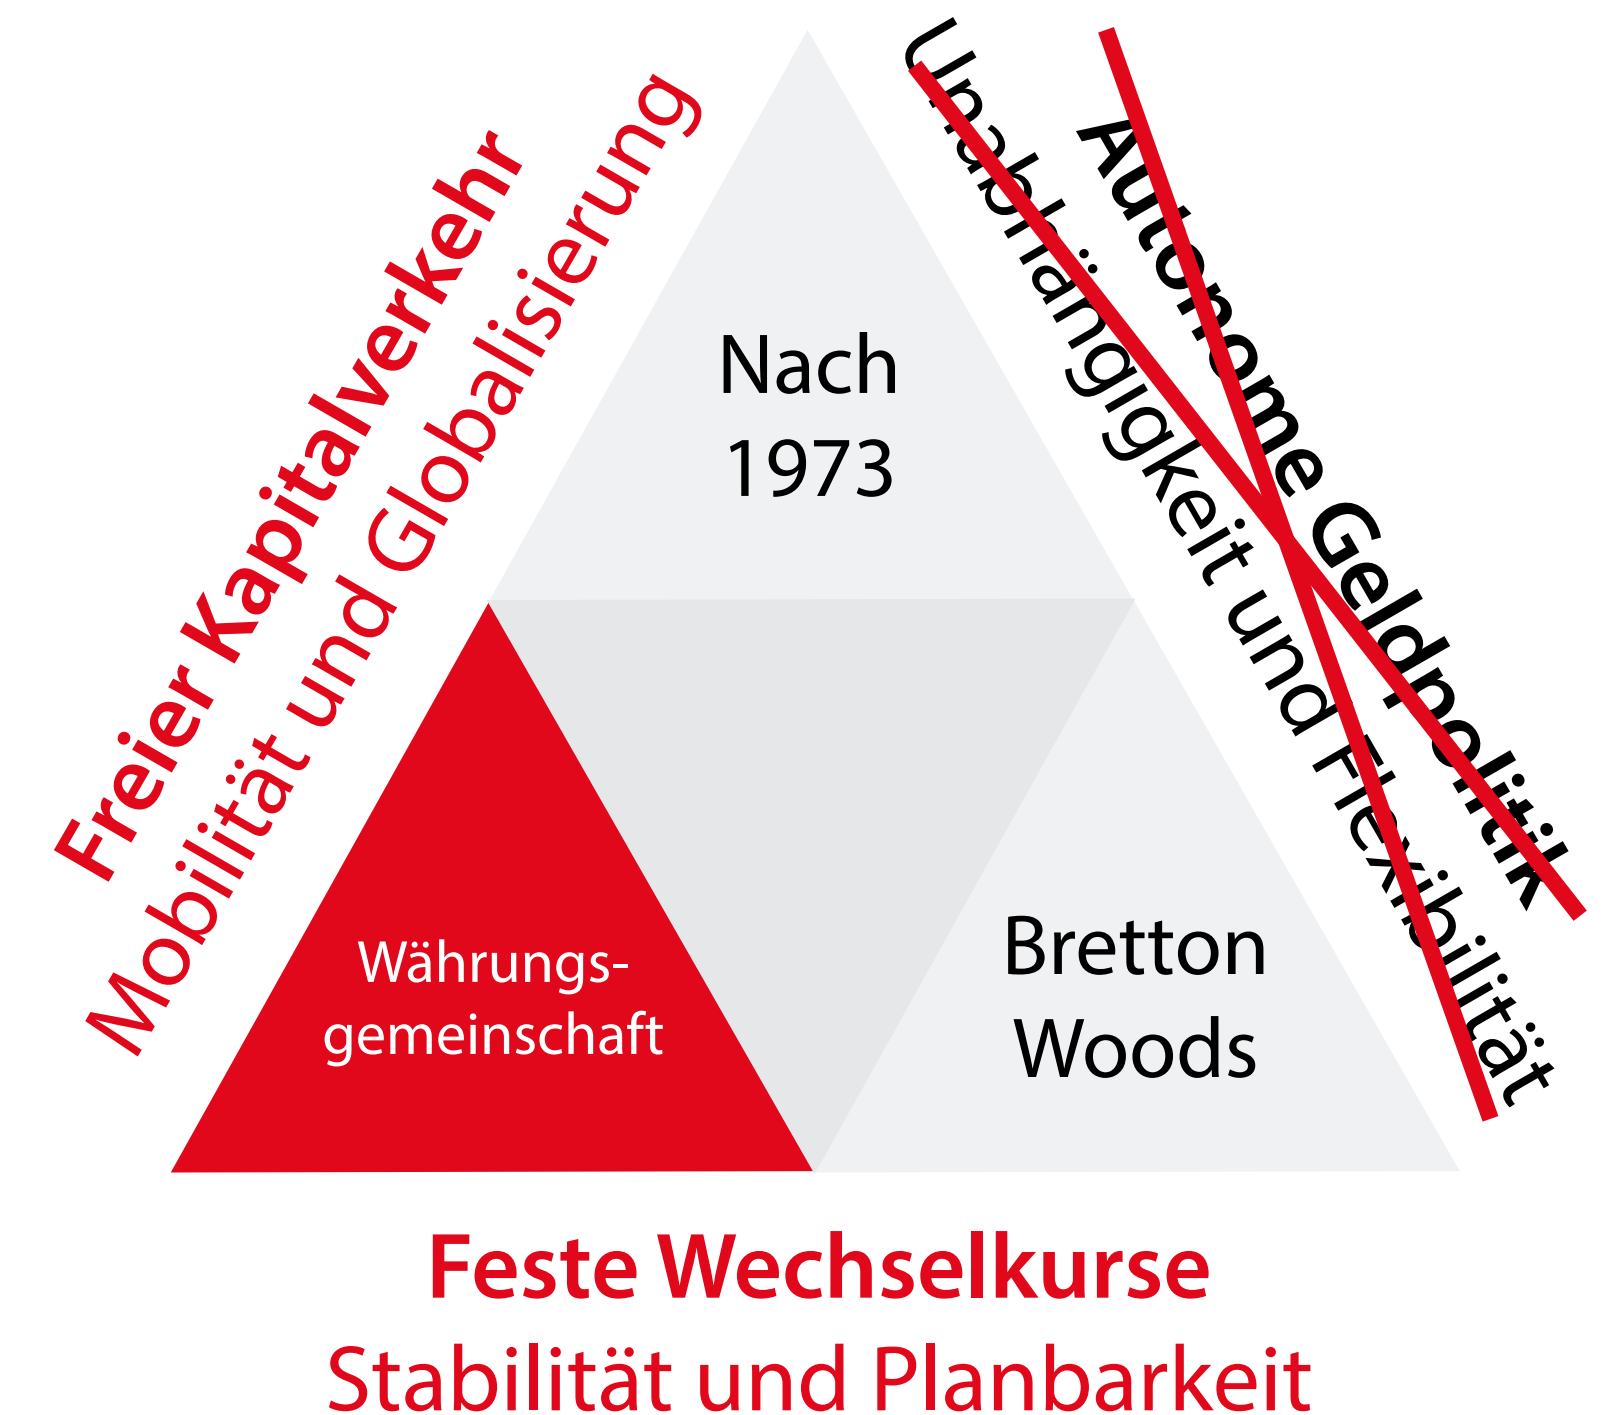 Freier Kapitalverkehr
Mobilität und Globalisierung
Autonome Geldpolitik
Unabhängigkeit und Flexibilität
Nach
1973
Währungs-
gemeinschaft
Bretton
Woods
Feste Wechselkurse
Stabilität und Planbarkeit